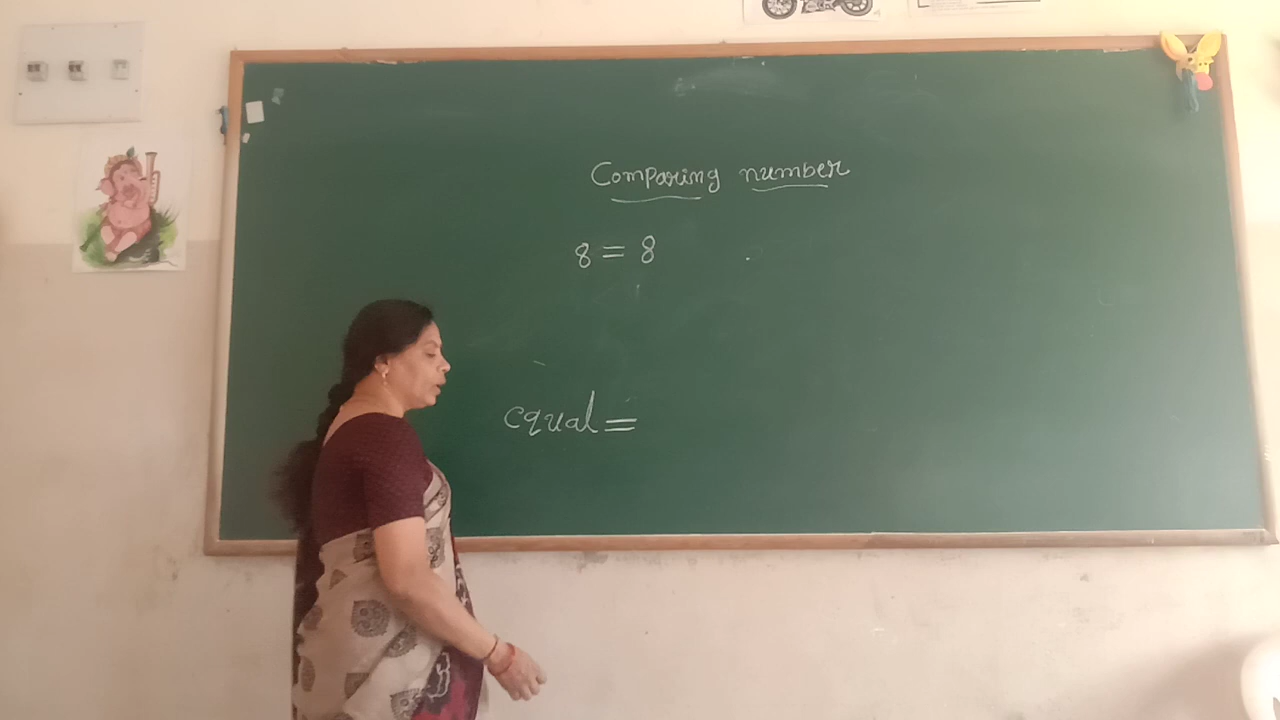 Comparing number
8 = 8
equal =